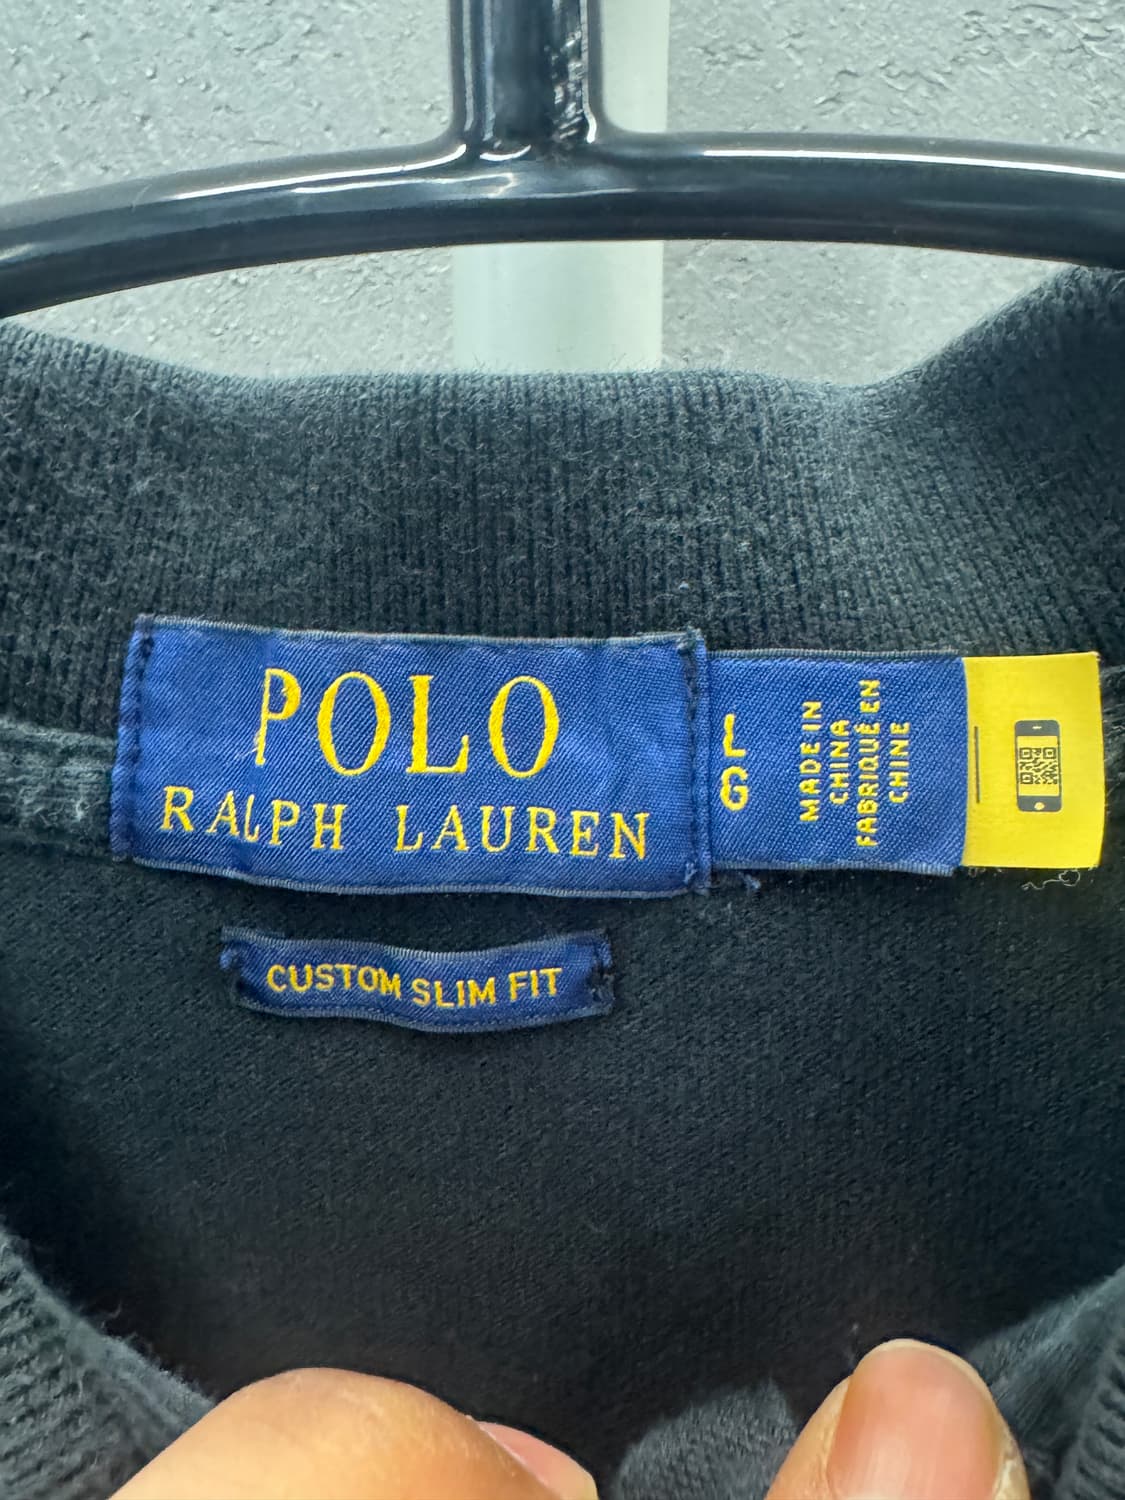 POLO
RALPH LAUREN
L
G
MADE IN
CHINA
FABRIQUÉ EN
CHINE
CUSTOM SLIM FIT